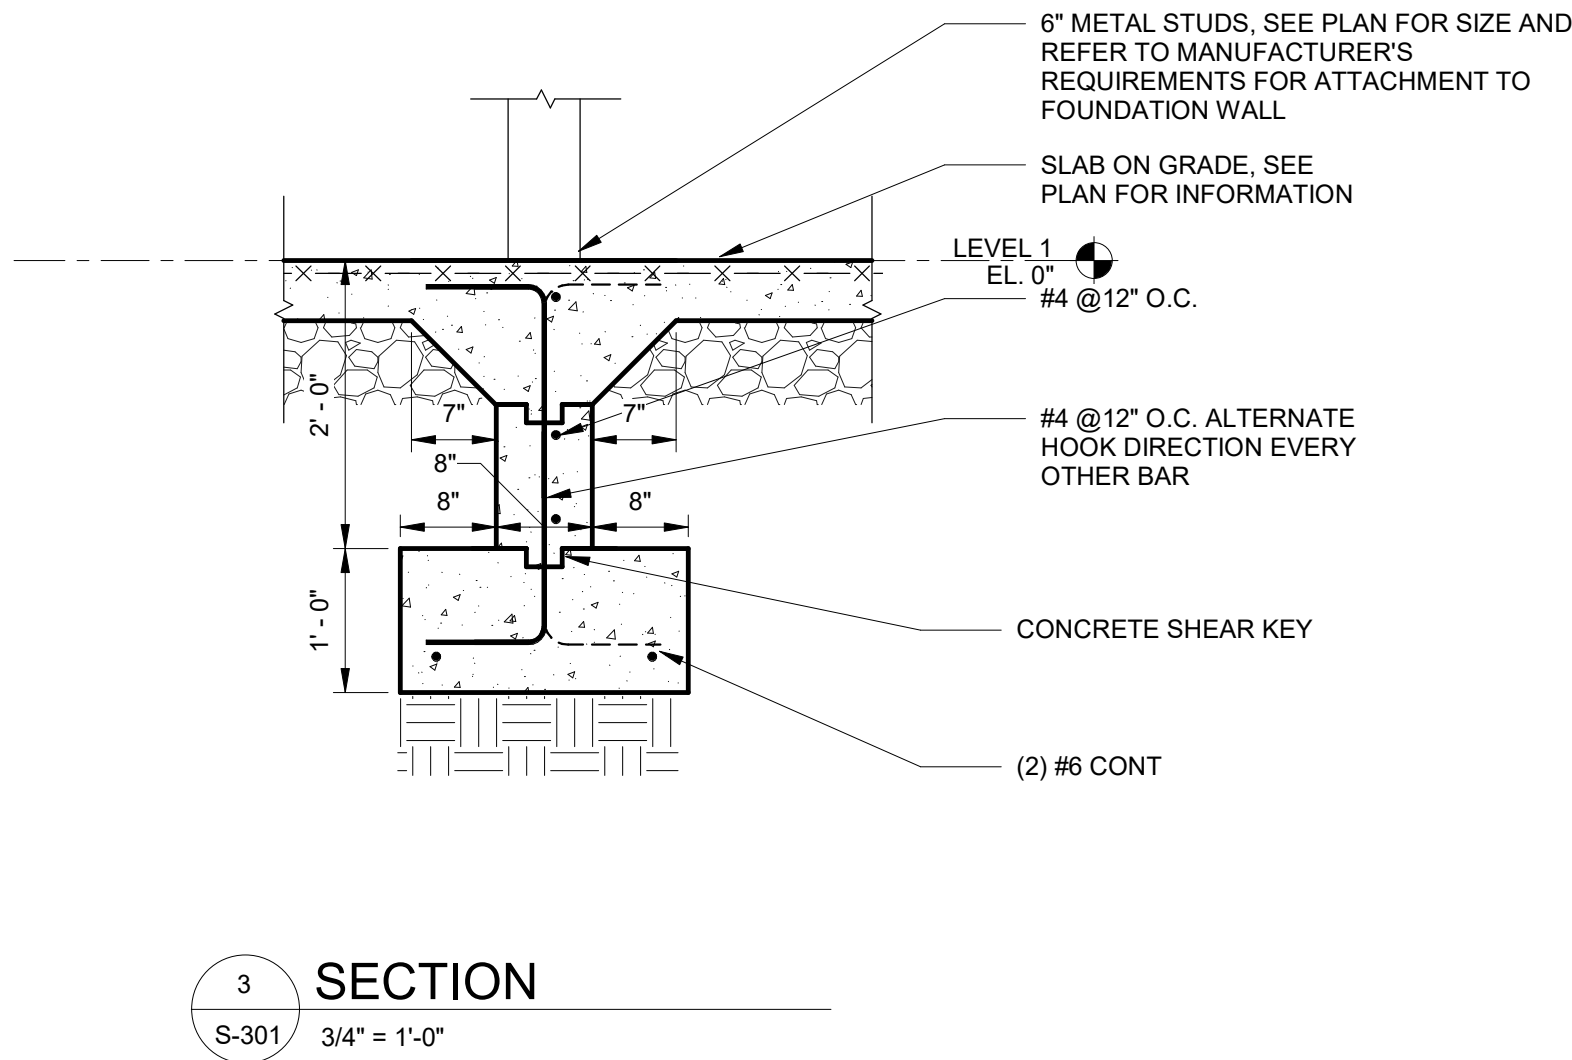 6" METAL STUDS, SEE PLAN FOR SIZE AND
REFER TO MANUFACTURER'S
REQUIREMENTS FOR ATTACHMENT TO
FOUNDATION WALL
SLAB ON GRADE, SEE
PLAN FOR INFORMATION
LEVEL 1
EL. 0"
#4 @12" O.C.
2' - 0"
7"
7"
#4 @12" O.C. ALTERNATE
HOOK DIRECTION EVERY
OTHER BAR
8"
8"
8"
1' - 0"
CONCRETE SHEAR KEY
(2) #6 CONT
3
SECTION
S-301
3/4" = 1'-0"